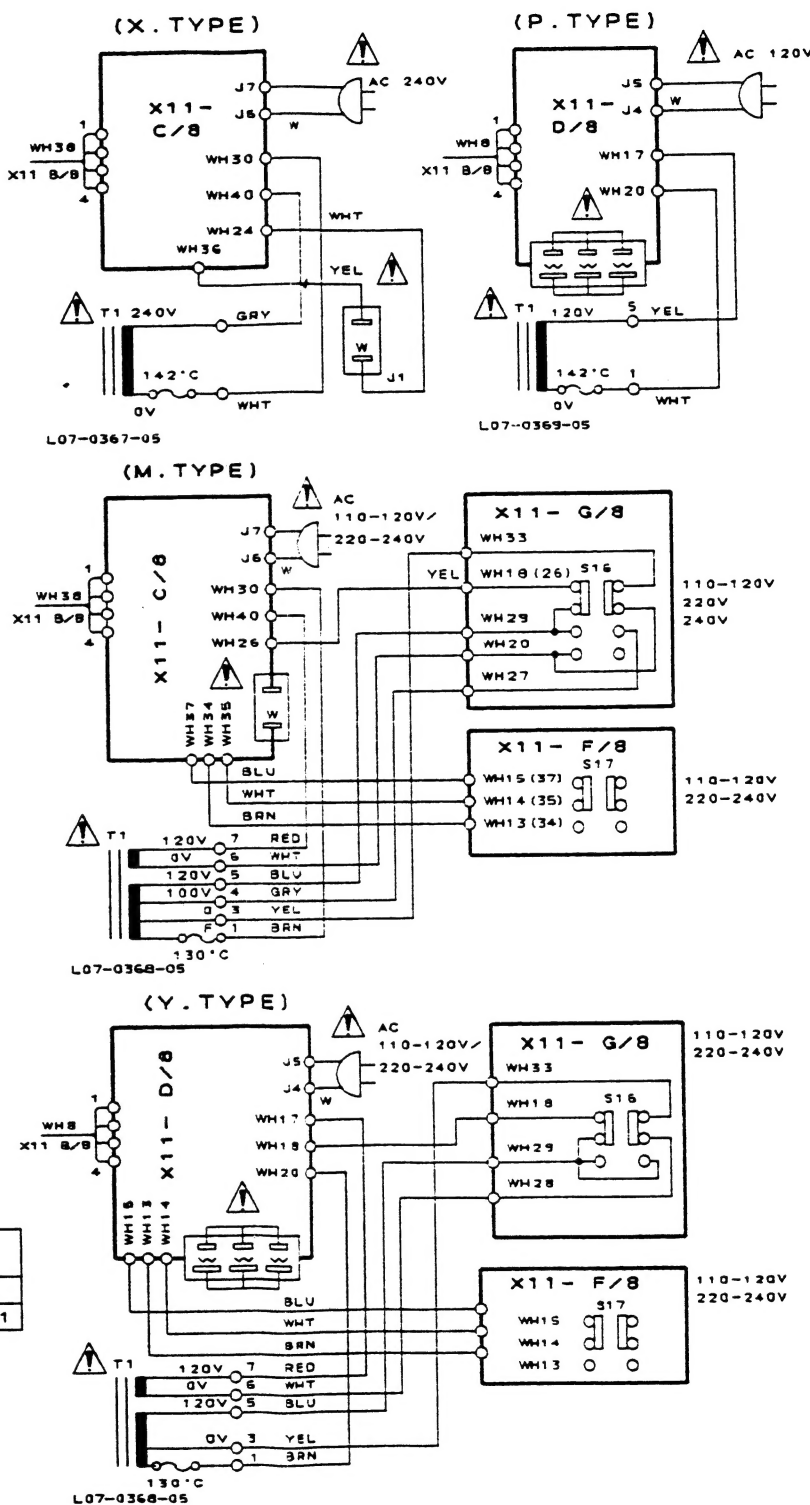 (X.TYPE)
X11-
C/8
J7
J6
W
AC 240V
1
WH38
X11 B/8
4
WH30
WH40
WH24
WHT
WH36
YEL
T1 240V
GRY
W
J1
142°C
0V
WHT
L07-0367-05
(P.TYPE)
X11-
D/8
J5
J4
W
AC 120V
1
WH8
X11 B/8
4
WH17
WH20
T1
120V
5
YEL
142°C
1
0V
WHT
L07-0369-05
(M.TYPE)
X11- C/8
J7
J6
W
AC
110-120V/
220-240V
1
WH38
X11 B/8
4
WH30
WH40
WH26
WH37
WH34
WH35
W
YEL
BLU
WHT
BRN
X11- G/8
WH33
WH18(26)
S16
WH29
WH20
WH27
110-120V
220V
240V
X11- F/8
S17
WH15(37)
WH14(35)
WH13(34)
110-120V
220-240V
T1
120V 7 RED
0V 6 WHT
120V 5 BLU
100V 4 GRY
0 3 YEL
F 1 BRN
130°C
L07-0368-05
(Y.TYPE)
X11- D/8
J5
J4
W
AC
110-120V/
220-240V
1
WH8
X11 B/8
4
WH17
WH18
WH20
WH15
WH13
WH14
BLU
WHT
BRN
X11- G/8
WH33
WH18
S16
WH29
WH28
110-120V
220-240V
X11- F/8
S17
WH15
WH14
WH13
110-120V
220-240V
T1
120V 7 RED
0V 6 WHT
120V 5 BLU
0V 3 YEL
1 BRN
130°C
L07-0368-05
1